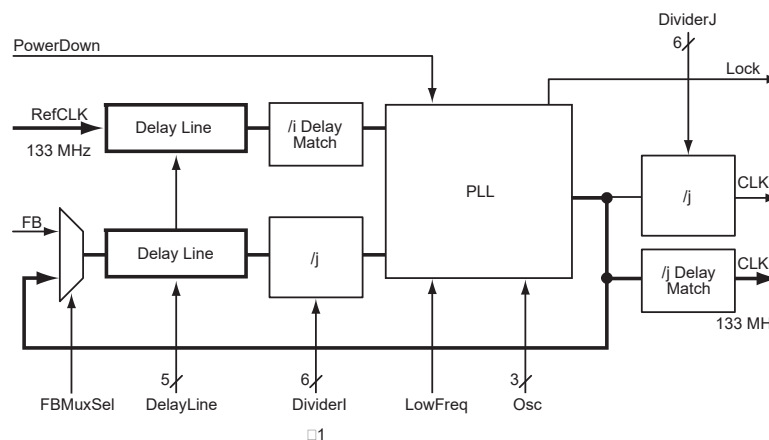 DividerJ
PowerDown
6
Lock
RefCLK
Delay Line
/i Delay
Match
133 MHz
PLL
/j
CLK
FB
Delay Line
/j
/j Delay
Match
CLK
133 MH
5
6
3
FBMuxSel
DelayLine
DividerI
LowFreq
Osc
□1